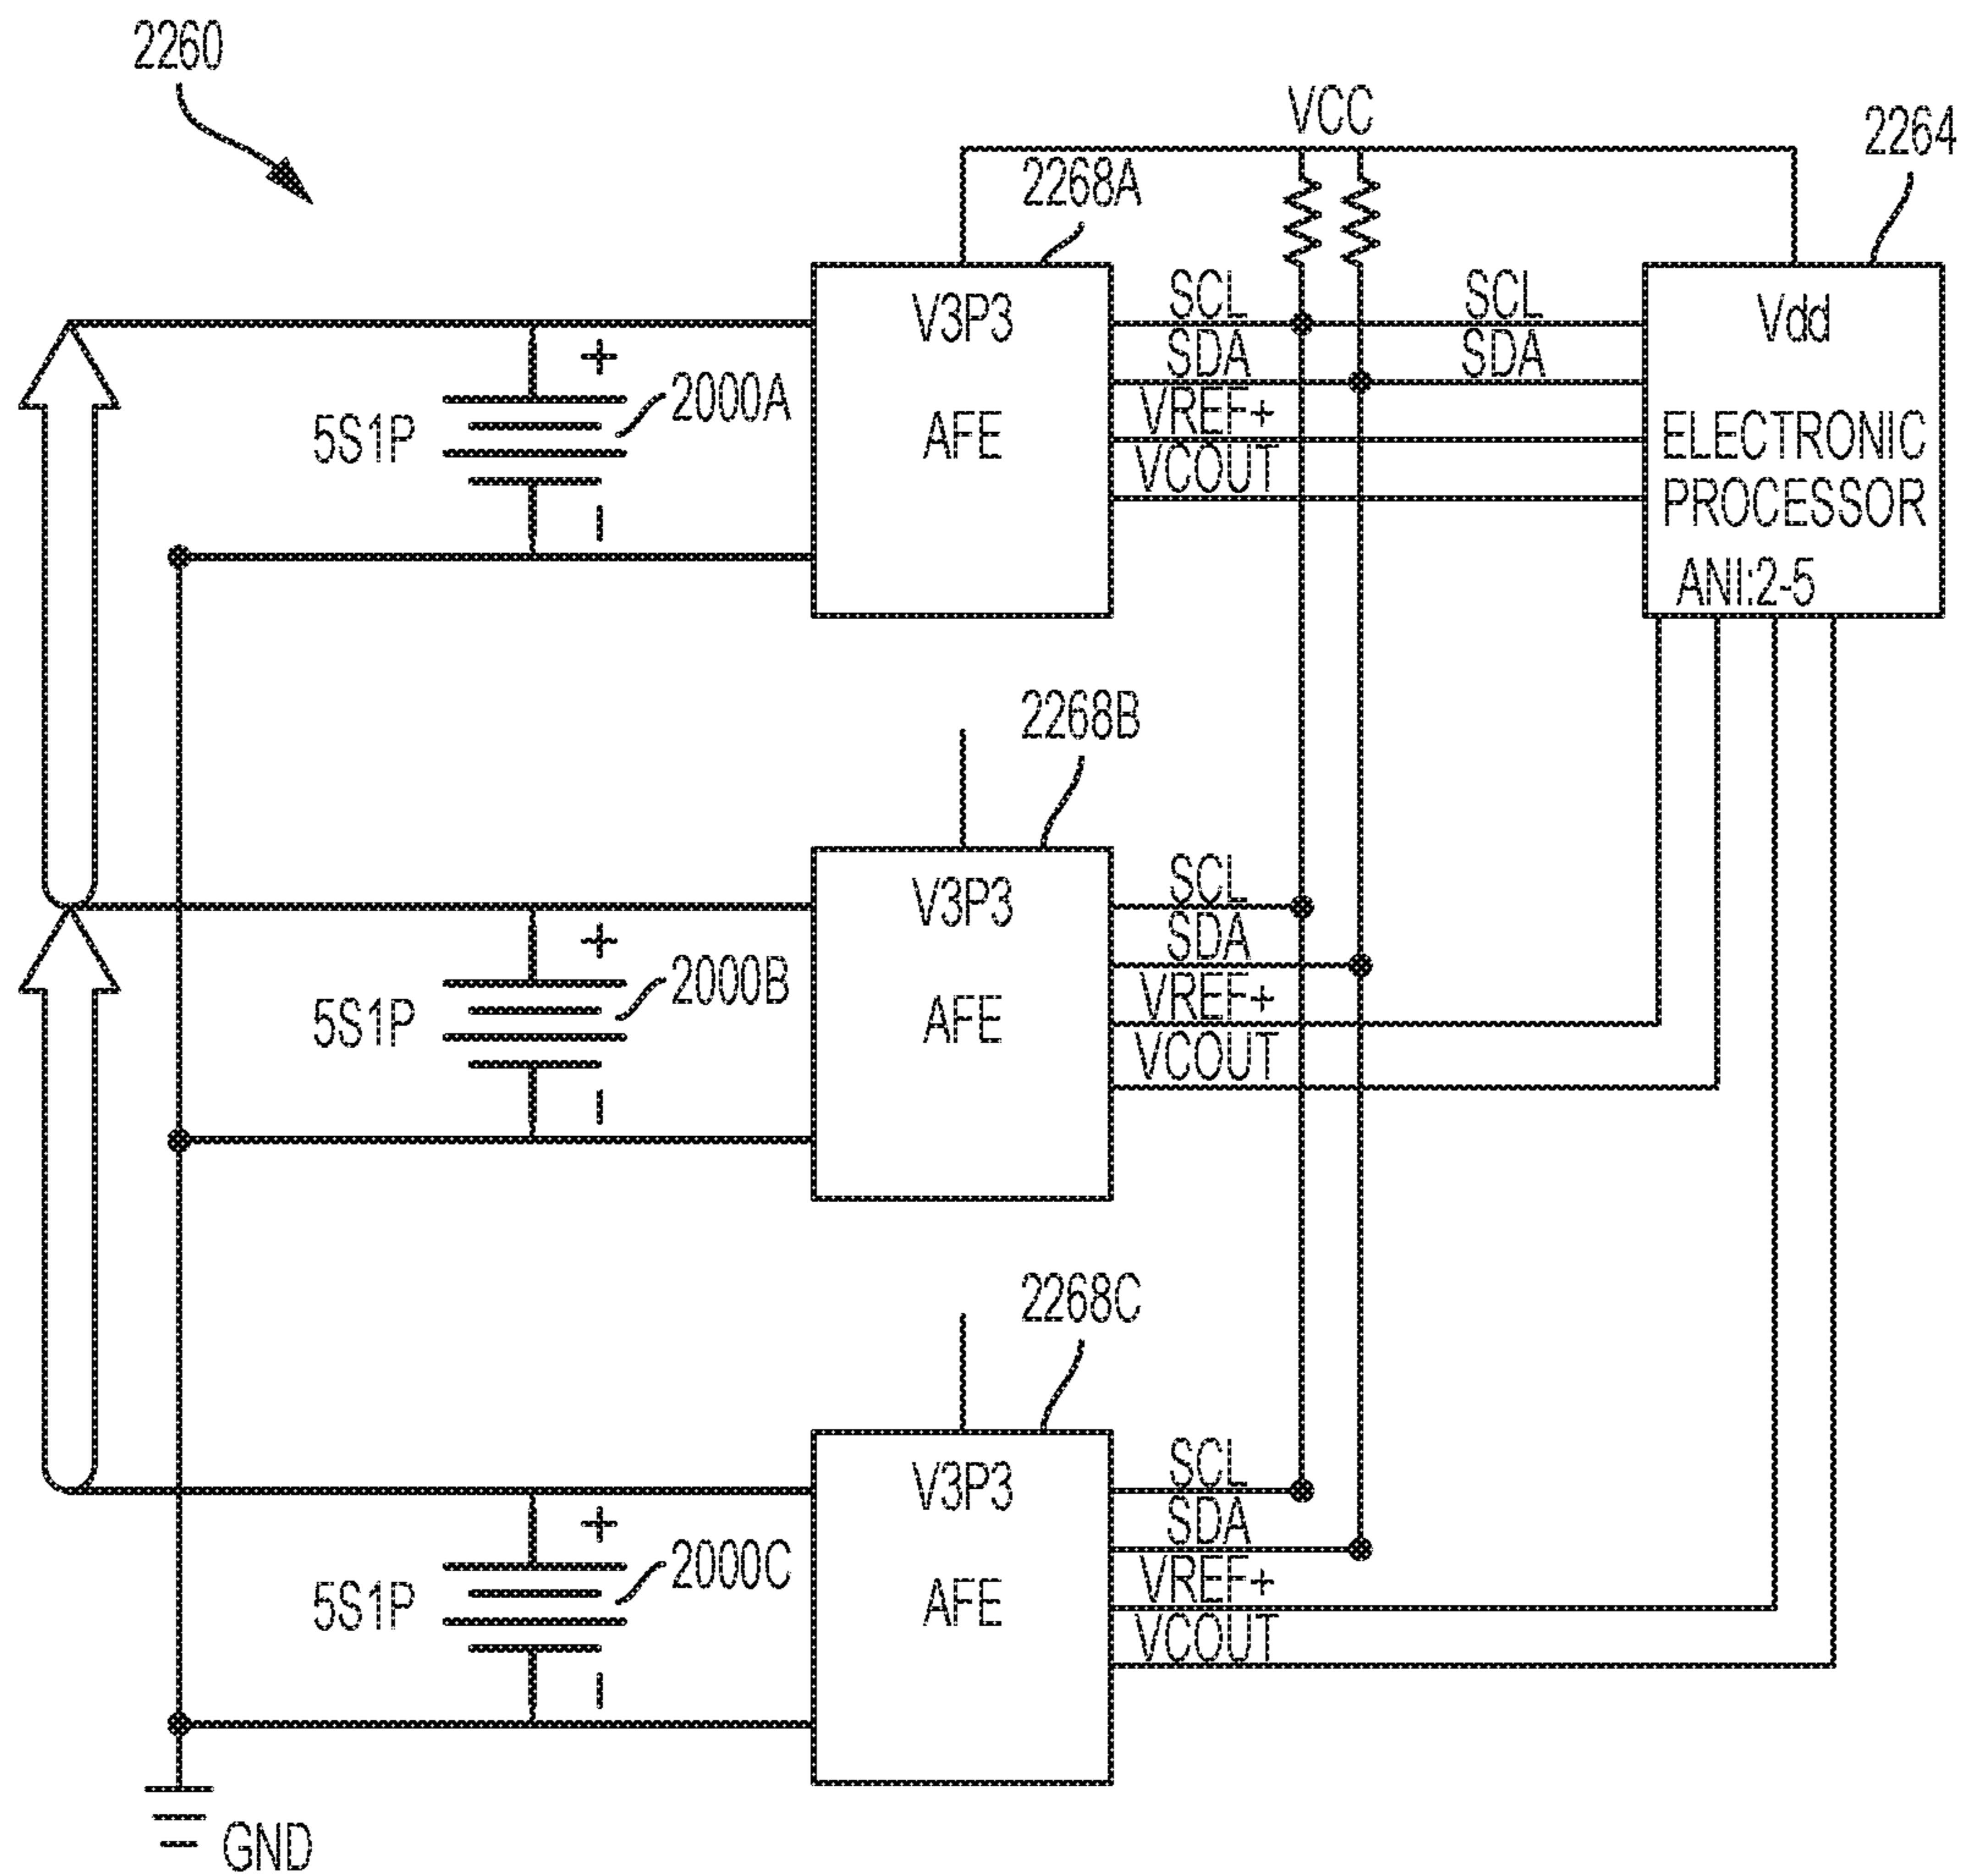 2260
VCC
2264
2268A
V3P3
SCL
SCL
Vdd
SDA
SDA
5S1P
2000A
AFE
VREF+
ELECTRONIC
VCOUT
PROCESSOR
ANI:2-5
2268B
V3P3
SCL
SDA
5S1P
2000B
AFE
VREF+
VCOUT
2268C
V3P3
SCL
SDA
5S1P
2000C
AFE
VREF+
VCOUT
GND